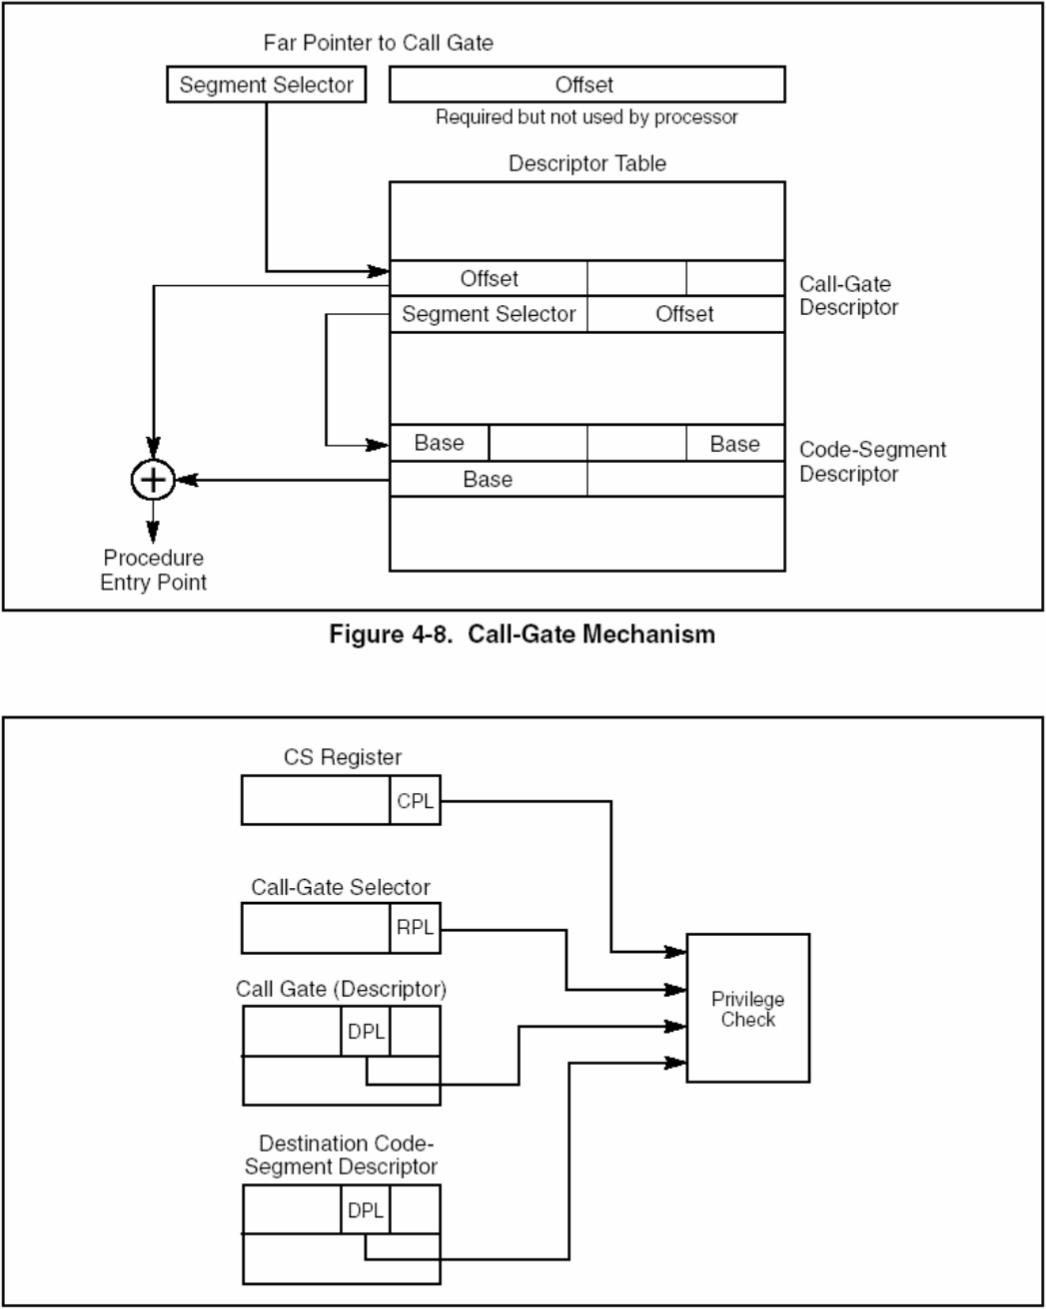 Far Pointer to Call Gate
Segment Selector
Offset
Required but not used by processor
Descriptor Table
Offset
Call-Gate
Descriptor
Segment Selector
Offset
Base
Base
Code-Segment
Descriptor
Base
Procedure
Entry Point
Figure 4-8. Call-Gate Mechanism
CS Register
CPL
Call-Gate Selector
RPL
Call Gate (Descriptor)
DPL
Privilege
Check
Destination Code-
Segment Descriptor
DPL